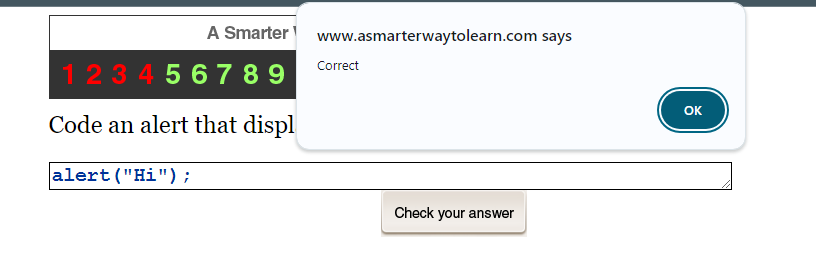 A Smarter
www.asmarterwaytolearn.com says
Correct
OK
1 2 3 4 5 6 7 8 9
Code an alert that displ
alert("Hi");
Check your answer